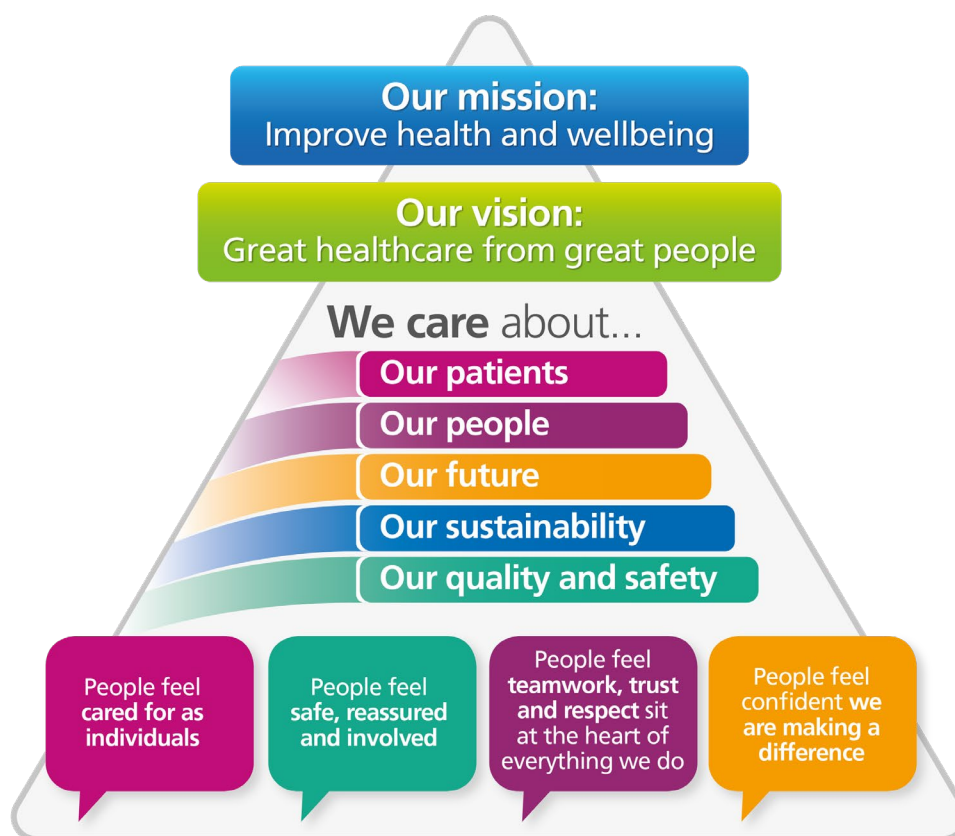 Our mission:
Improve health and wellbeing
Our vision:
Great healthcare from great people
We care about...
Our patients
Our people
Our future
Our sustainability
Our quality and safety
People feel
cared for as
individuals
People feel
safe, reassured
and involved
People feel
teamwork, trust
and respect sit
at the heart of
everything we do
People feel
confident we
are making a
difference